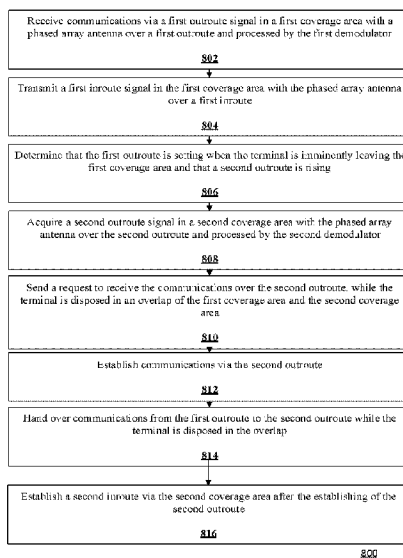 Receive communications via a first outroute signal in a first coverage area with a
phased array antenna over a first outroute and processed by the first demodulator
802
Transmit a first inroute signal in the first coverage area with the phased array antenna
over a first inroute
804
Determine that the first outroute is setting when the terminal is imminently leaving the
first coverage area and that a second outroute is rising
806
Acquire a second outroute signal in a second coverage area with the phased array
antenna over the second outroute and processed by the second demodulator
808
Send a request to receive the communications over the second outroute, while the
terminal is disposed in an overlap of the first coverage area and the second coverage
area
810
Establish communications via the second outroute
812
Hand over communications from the first outroute to the second outroute while the
terminal is disposed in the overlap
814
Establish a second inroute via the second coverage area after the establishing of the
second outroute
816
800